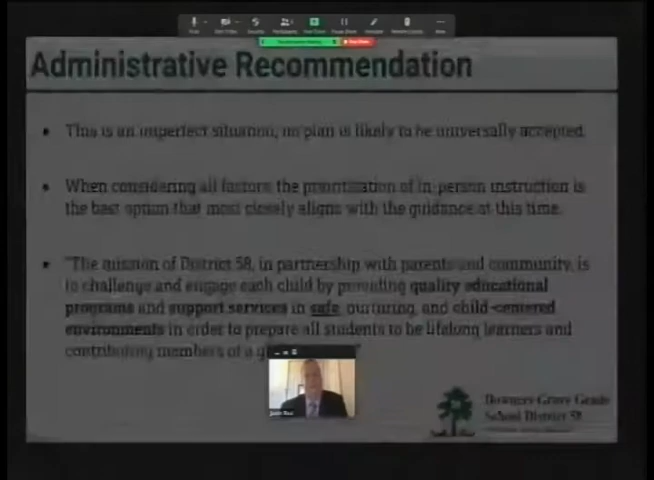 Administrative Recommendation
• This is an imperfect situation, no plan is likely to be universally accepted.
• When considering all factors, the prioritization of in-person instruction is
the best option that most closely aligns with the guidance at this time.
• "The mission of District 58, in partnership with parents and community, is
to challenge and engage each child by providing quality educational
programs and support services in safe, nurturing, and child-centered
environments in order to prepare all students to be lifelong learners and
contributing members of a
Downers Grove Grade
School District 58